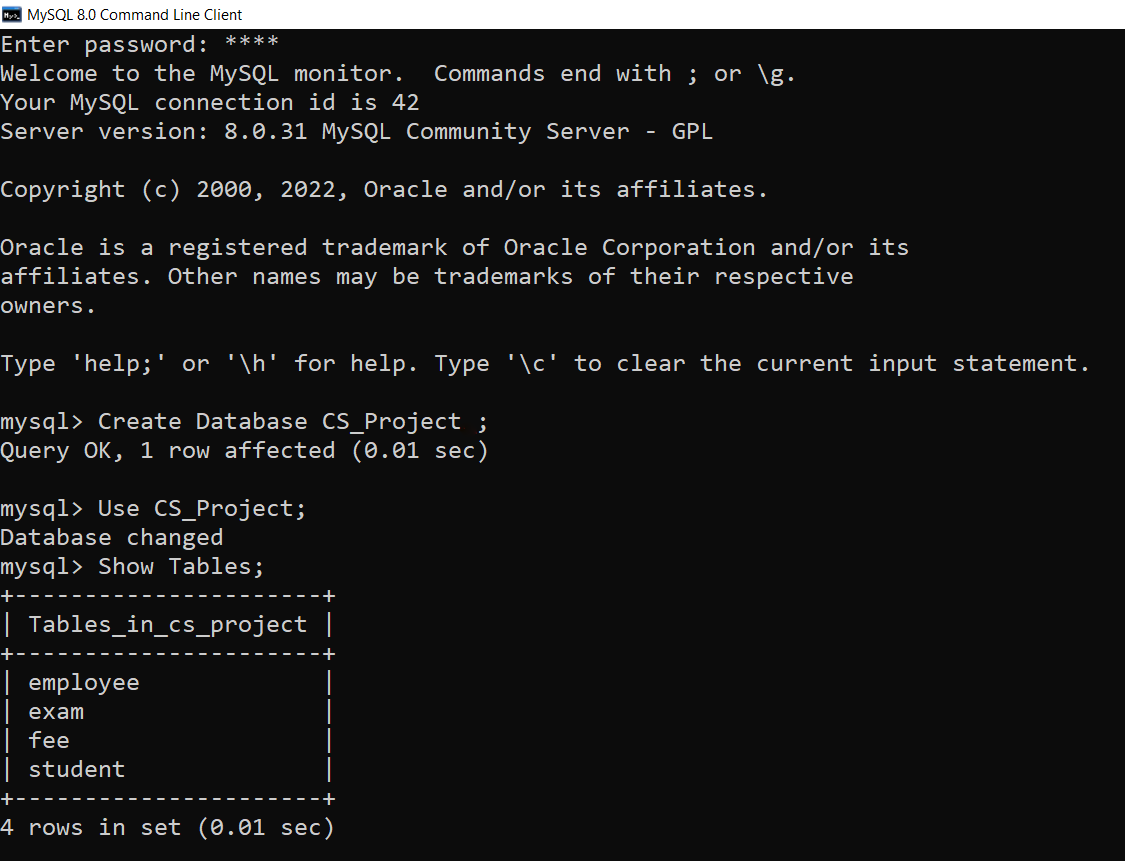 MySQL 8.0 Command Line Client
Enter password: ****
Welcome to the MySQL monitor.  Commands end with ; or \g.
Your MySQL connection id is 42
Server version: 8.0.31 MySQL Community Server - GPL
Copyright (c) 2000, 2022, Oracle and/or its affiliates.
Oracle is a registered trademark of Oracle Corporation and/or its
affiliates. Other names may be trademarks of their respective
owners.
Type 'help;' or '\h' for help. Type '\c' to clear the current input statement.
mysql> Create Database CS_Project ;
Query OK, 1 row affected (0.01 sec)
mysql> Use CS_Project;
Database changed
mysql> Show Tables;
+----------------------+
| Tables_in_cs_project |
+----------------------+
| employee             |
| exam                 |
| fee                  |
| student              |
+----------------------+
4 rows in set (0.01 sec)